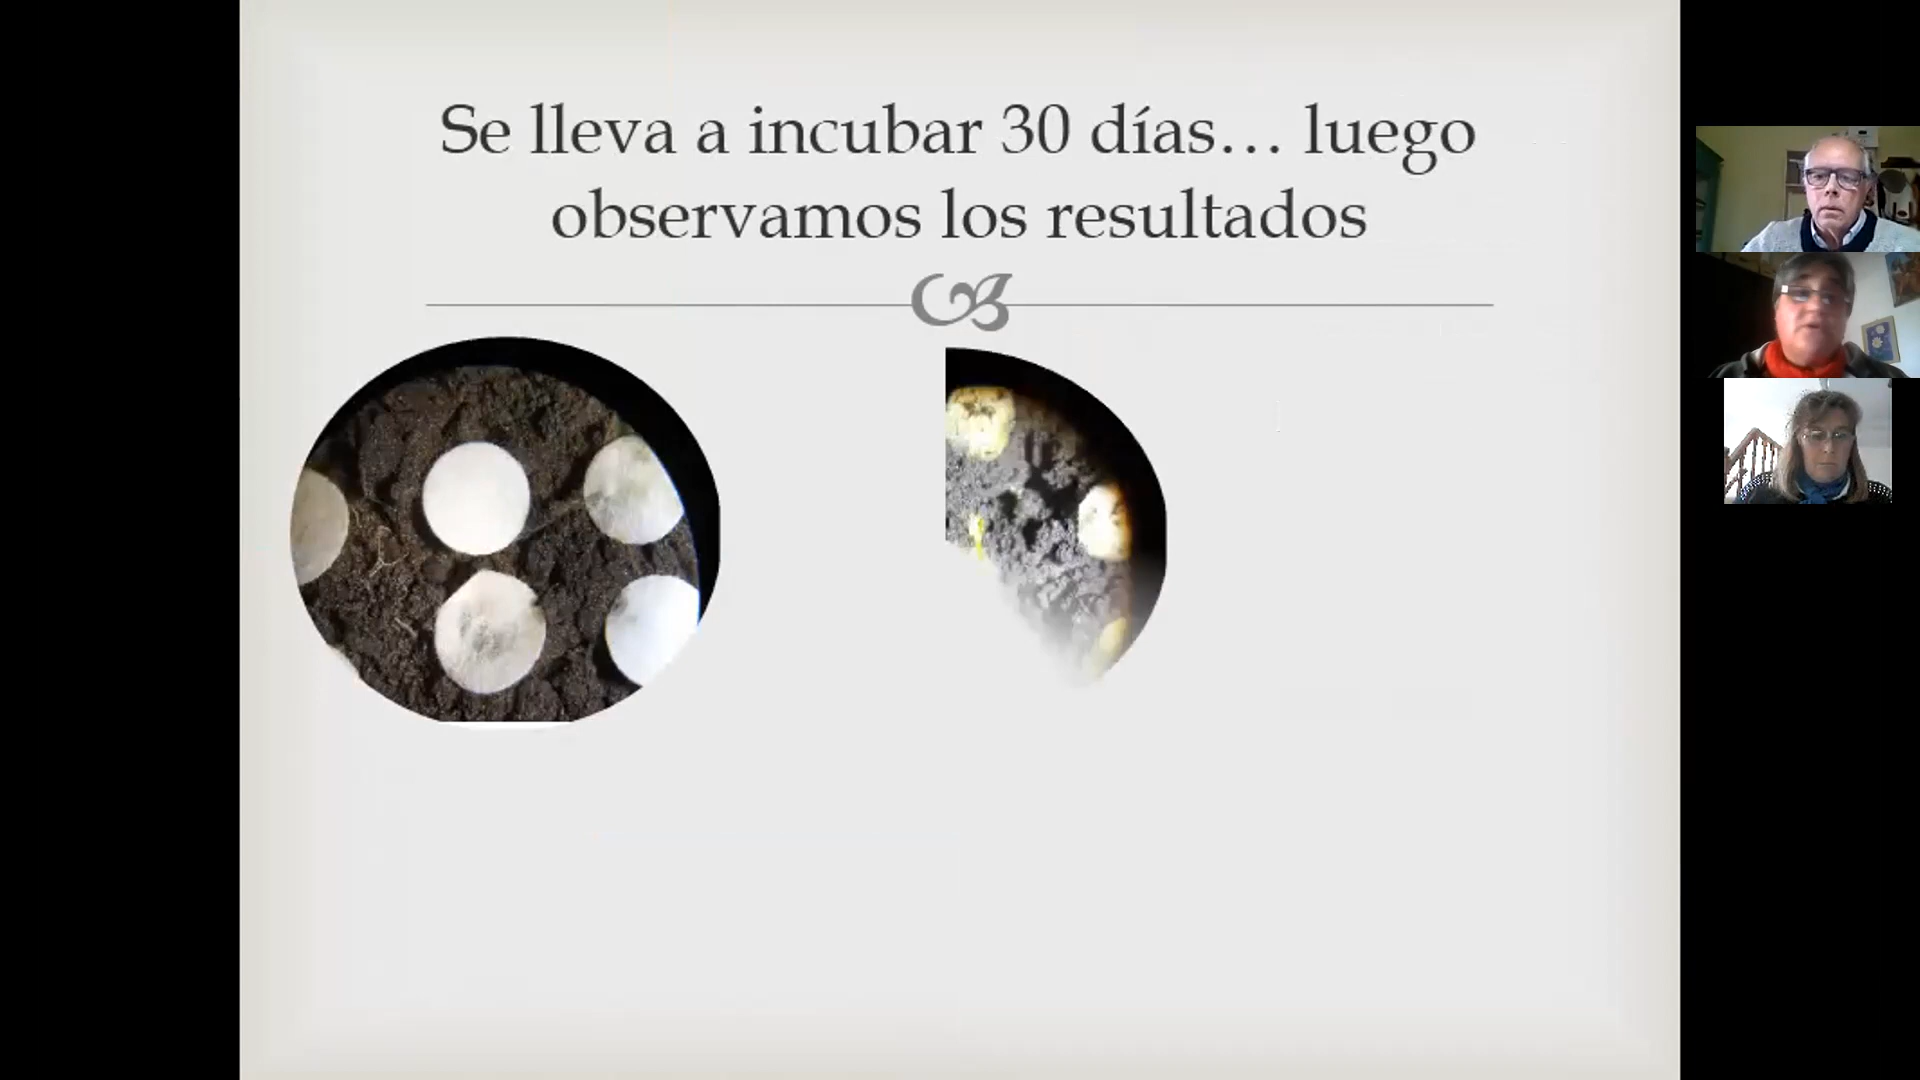 Se lleva a incubar 30 días… luego
observamos los resultados